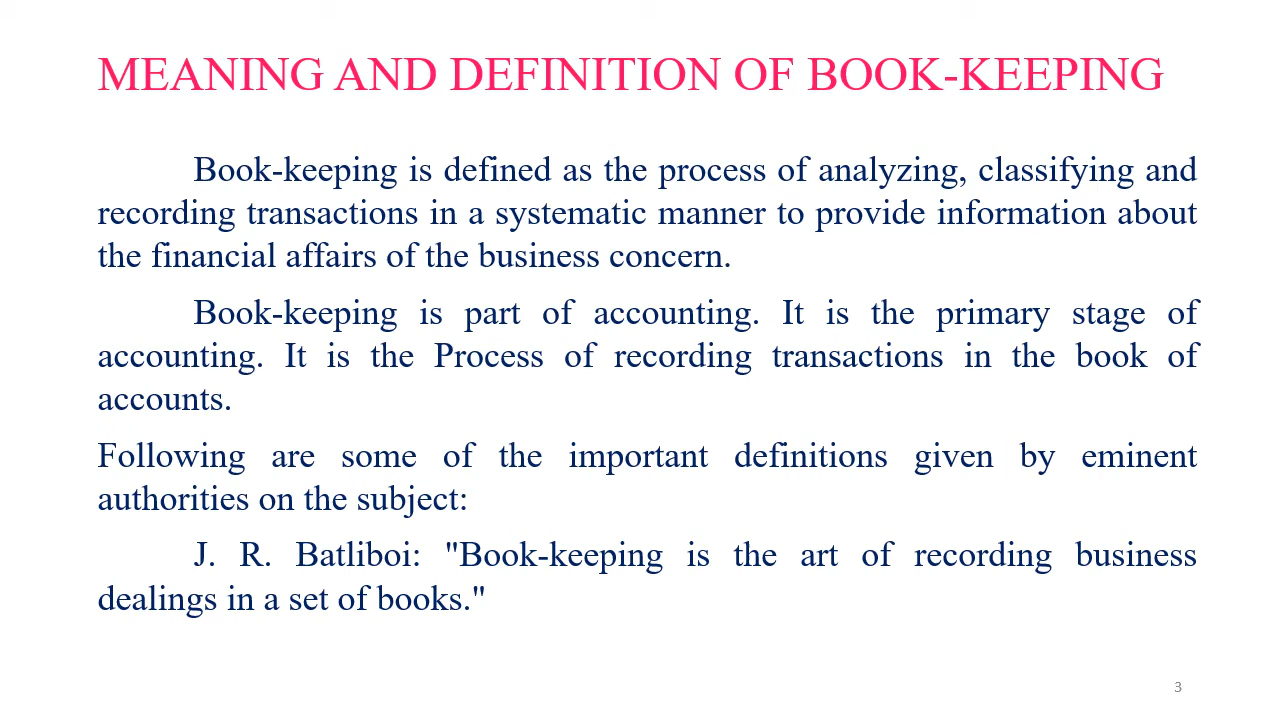 MEANING AND DEFINITION OF BOOK-KEEPING
Book-keeping is defined as the process of analyzing, classifying and
recording transactions in a systematic manner to provide information about
the financial affairs of the business concern.
Book-keeping is part of accounting. It is the primary stage of
accounting. It is the Process of recording transactions in the book of
accounts.
Following are some of the important definitions given by eminent
authorities on the subject:
J. R. Batliboi: "Book-keeping is the art of recording business
dealings in a set of books."
3